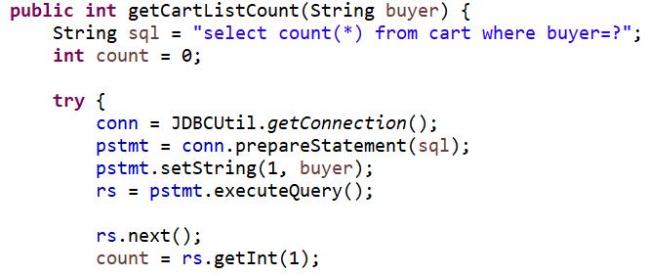 public int getCartListCount(String buyer) {
    String sql = "select count(*) from cart where buyer=?";
    int count = 0;

    try {
        conn = JDBCUtil.getConnection();
        pstmt = conn.prepareStatement(sql);
        pstmt.setString(1, buyer);
        rs = pstmt.executeQuery();

        rs.next();
        count = rs.getInt(1);